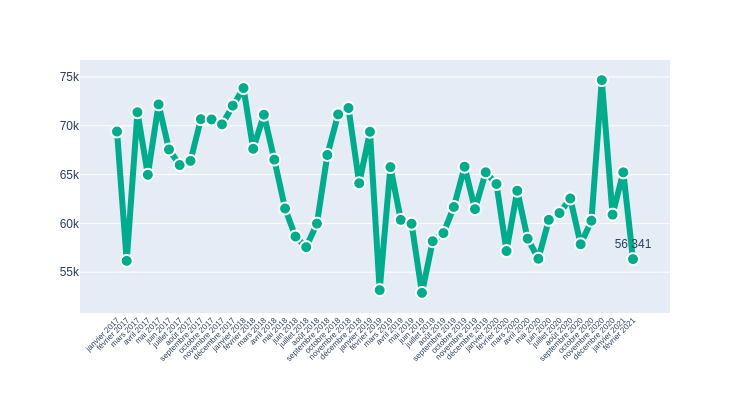 75k
70k
65k
60k
55k
56 341
janvier 2017
février 2017
mars 2017
avril 2017
mai 2017
juin 2017
juillet 2017
août 2017
septembre 2017
octobre 2017
novembre 2017
décembre 2017
janvier 2018
février 2018
mars 2018
avril 2018
mai 2018
juin 2018
juillet 2018
août 2018
septembre 2018
octobre 2018
novembre 2018
décembre 2018
janvier 2019
février 2019
mars 2019
avril 2019
mai 2019
juin 2019
juillet 2019
août 2019
septembre 2019
octobre 2019
novembre 2019
décembre 2019
janvier 2020
février 2020
mars 2020
avril 2020
mai 2020
juin 2020
juillet 2020
août 2020
septembre 2020
octobre 2020
novembre 2020
décembre 2020
janvier 2021
février 2021